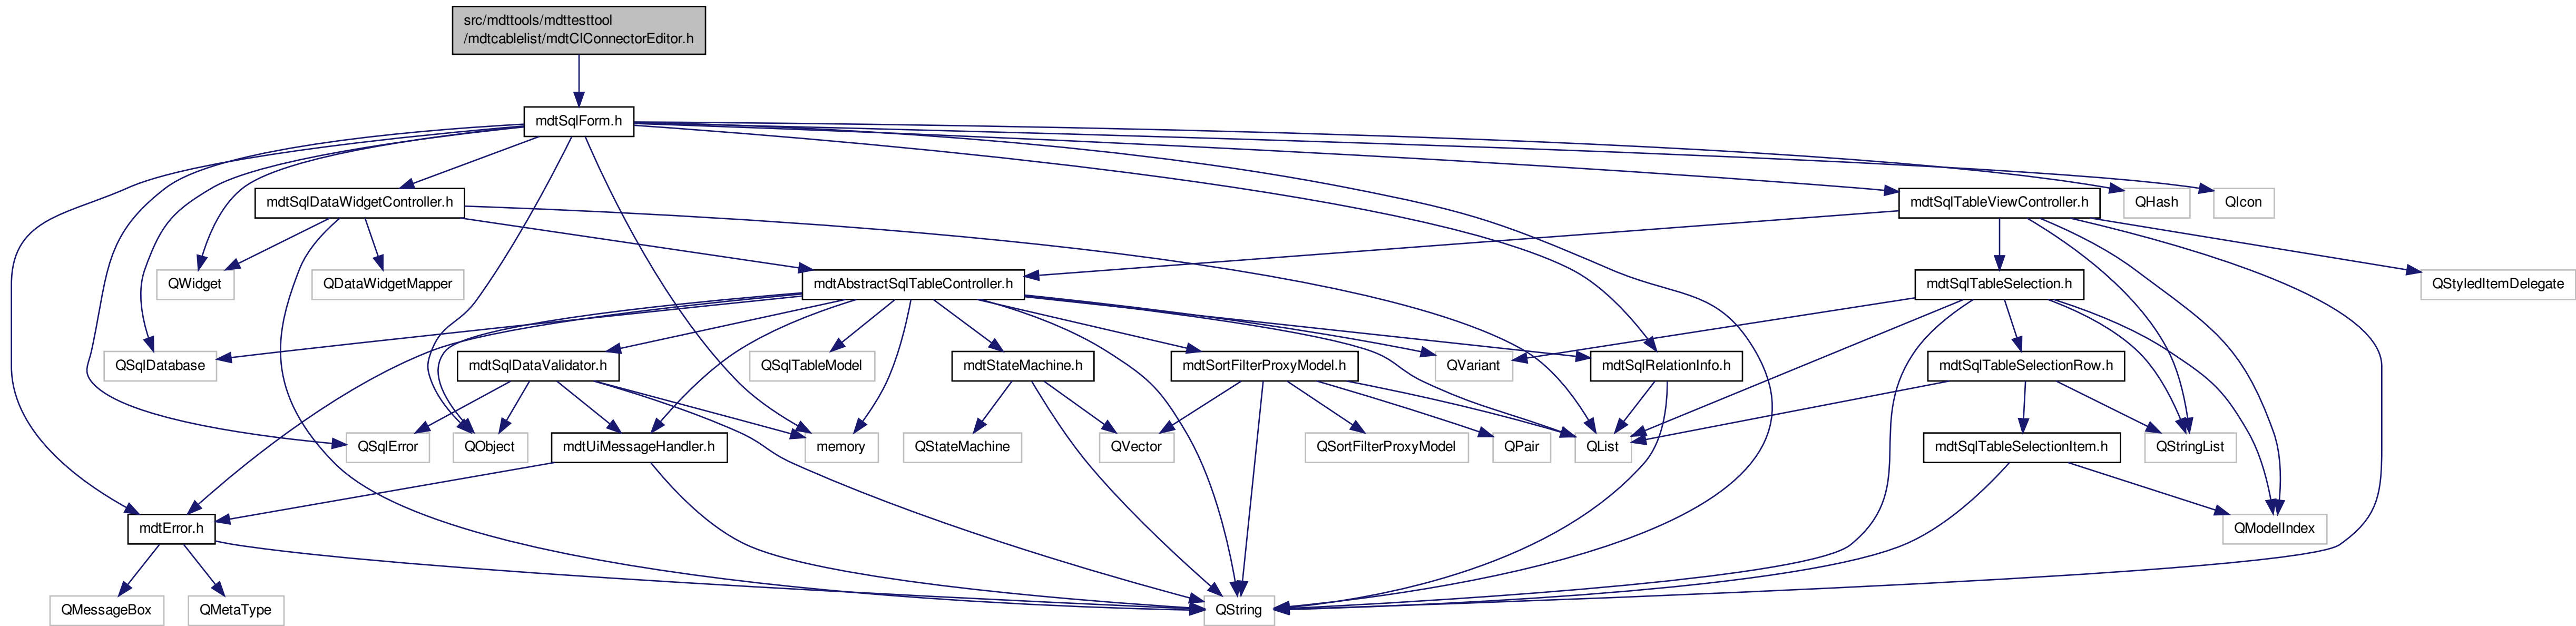 src/mdttools/mdttesttool
/mdtcablelist/mdtClConnectorEditor.h
mdtSqlForm.h
mdtSqlDataWidgetController.h
mdtSqlTableViewController.h
QHash
QIcon
QWidget
QDataWidgetMapper
mdtAbstractSqlTableController.h
mdtSqlTableSelection.h
QStyledItemDelegate
QSqlDatabase
mdtSqlDataValidator.h
QSqlTableModel
mdtStateMachine.h
mdtSortFilterProxyModel.h
QVariant
mdtSqlRelationInfo.h
mdtSqlTableSelectionRow.h
QSqlError
QObject
mdtUiMessageHandler.h
memory
QStateMachine
QVector
QSortFilterProxyModel
QPair
QList
mdtSqlTableSelectionItem.h
QStringList
mdtError.h
QModelIndex
QMessageBox
QMetaType
QString